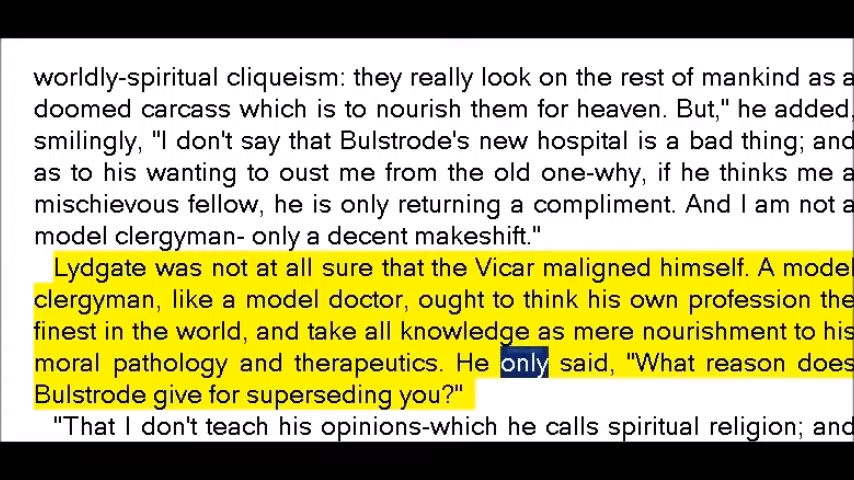 worldly-spiritual cliqueism: they really look on the rest of mankind as a
doomed carcass which is to nourish them for heaven. But," he added,
smilingly, "I don't say that Bulstrode's new hospital is a bad thing; and
as to his wanting to oust me from the old one-why, if he thinks me a
mischievous fellow, he is only returning a compliment. And I am not a
model clergyman- only a decent makeshift."
Lydgate was not at all sure that the Vicar maligned himself. A model
clergyman, like a model doctor, ought to think his own profession the
finest in the world, and take all knowledge as mere nourishment to his
moral pathology and therapeutics. He only said, "What reason does
Bulstrode give for superseding you?"
"That I don't teach his opinions-which he calls spiritual religion; and